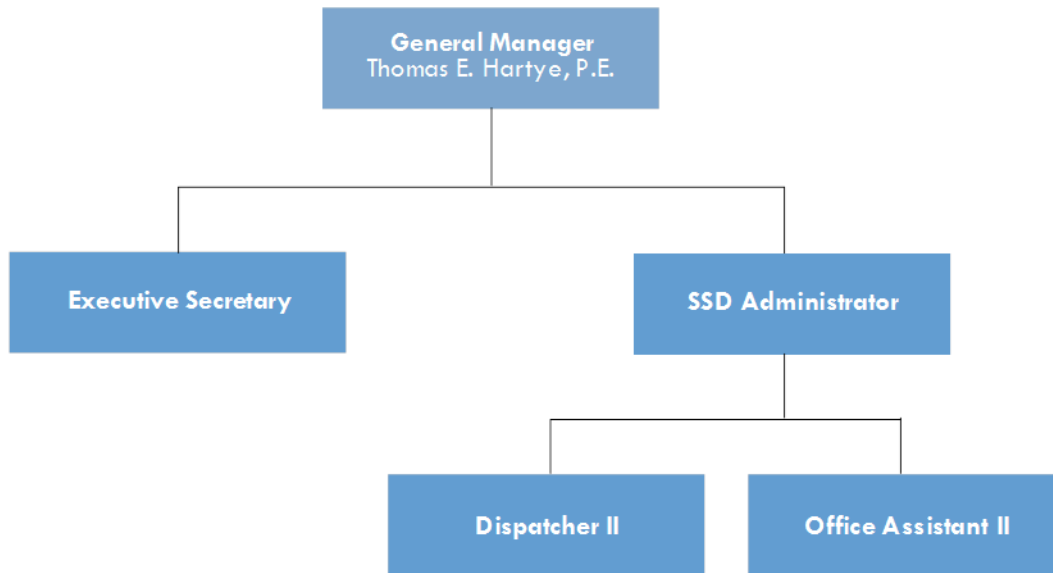 General Manager
Thomas E. Hartye, P.E.
Executive Secretary
SSD Administrator
Dispatcher II
Office Assistant II